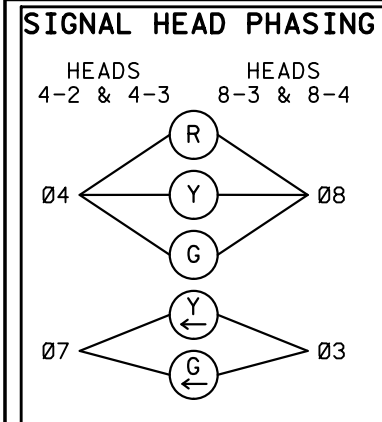 SIGNAL HEAD PHASING
HEADS HEADS
4-2 & 4-3 8-3 & 8-4
R
Ø4 Y Ø8
G
Y
←
Ø7 Ø3
G
←